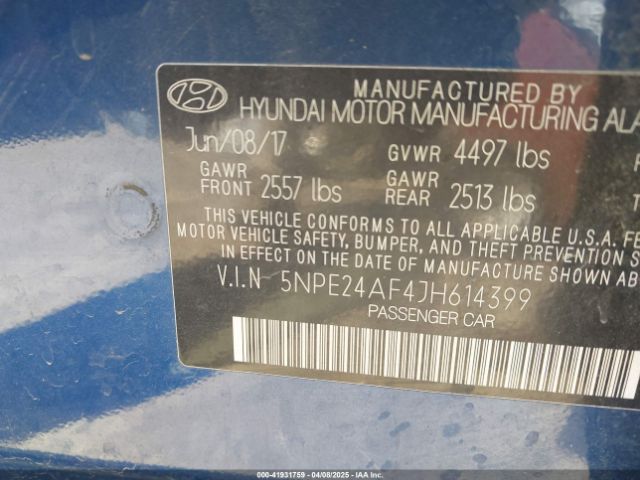 MANUFACTURED BY
HYUNDAI MOTOR MANUFACTURING
Jun/08/17 GVWR 4497 lbs
GAWR FRONT 2557 lbs GAWR REAR 2513 lbs
THIS VEHICLE CONFORMS TO ALL APPLICABLE U.S.A.
MOTOR VEHICLE SAFETY, BUMPER, AND THEFT PREVENTION
IN EFFECT ON THE DATE OF MANUFACTURE SHOWN
V.I.N 5NPE24AF4JH614399
PASSENGER CAR
000-41931759 04/08/2025 COPYRIGHT IAA, LLC